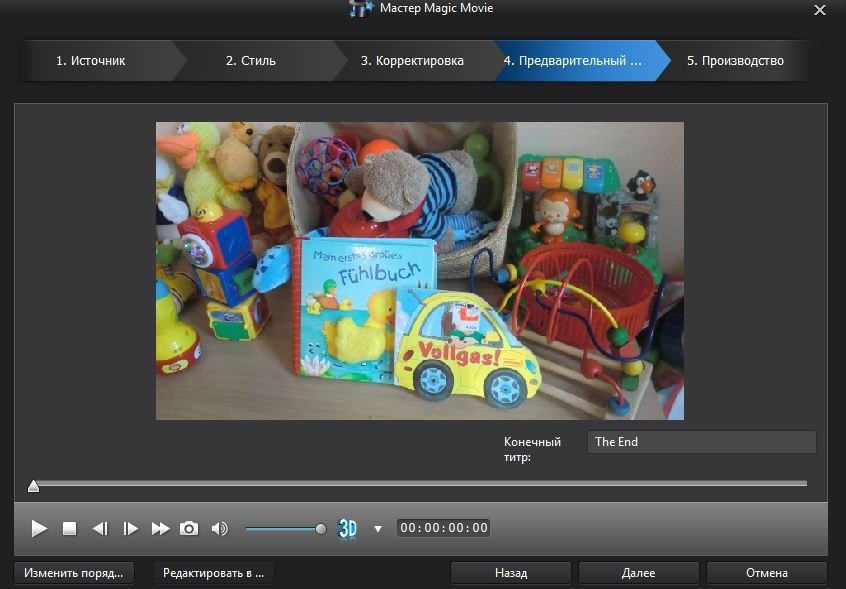 Мастер Magic Movie
1. Источник
2. Стиль
3. Корректировка
4. Предварительный ...
5. Производство
Mein erstes großes
Fühlbuch
Vollgas!
Конечный
титр:
The End
3D
00:00:00:00
Изменить поряд...
Редактировать в ...
Назад
Далее
Отмена